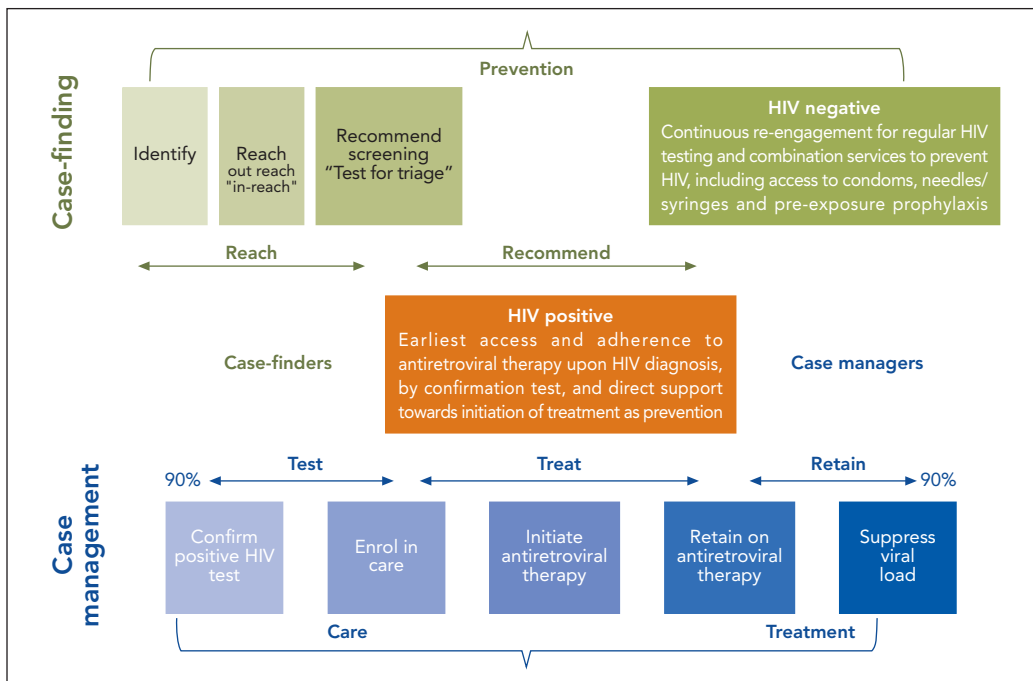 Prevention
Case-finding
Identify
Reach
out reach
"in-reach"
Recommend
screening
“Test for triage”
HIV negative
Continuous re-engagement for regular HIV
testing and combination services to prevent
HIV, including access to condoms, needles/
syringes and pre-exposure prophylaxis
Reach
Recommend
HIV positive
Earliest access and adherence to
antiretroviral therapy upon HIV diagnosis,
by confirmation test, and direct support
towards initiation of treatment as prevention
Case-finders
Case managers
Case
management
90%
Test
Treat
Retain
90%
Confirm
positive HIV
test
Enrol in
care
Initiate
antiretroviral
therapy
Retain on
antiretroviral
therapy
Suppress
viral
load
Care
Treatment